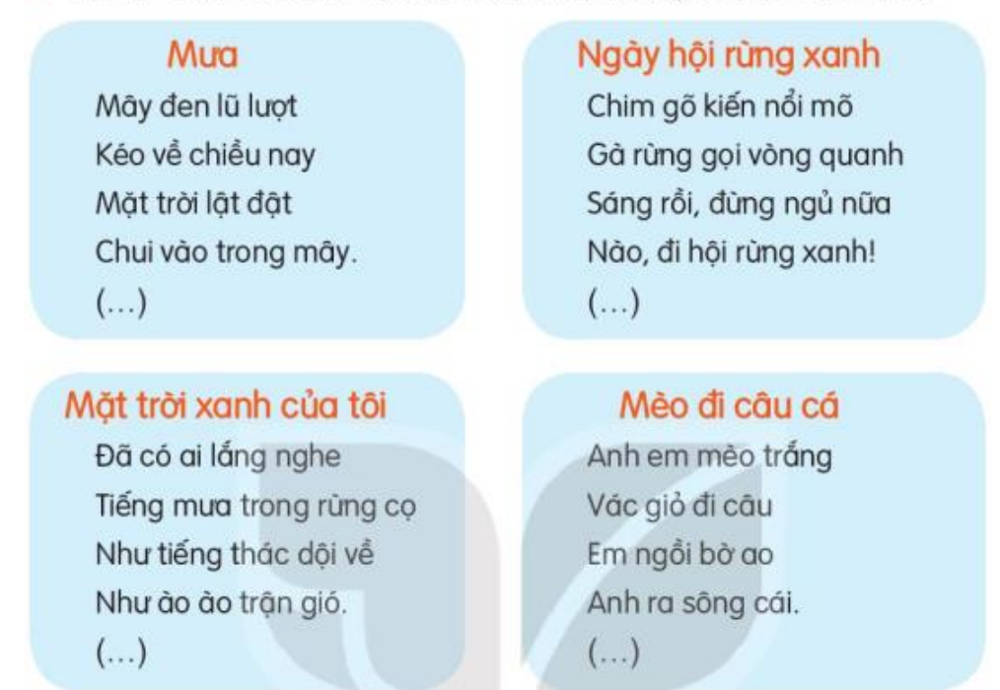 Mưa
Mây đen lũ lượt
Kéo về chiều nay
Mặt trời lật đật
Chui vào trong mây.
(...)
Ngày hội rừng xanh
Chim gõ kiến nổi mõ
Gà rừng gọi vòng quanh
Sáng rồi, đừng ngủ nữa
Nào, đi hội rừng xanh!
(...)
Mặt trời xanh của tôi
Đã có ai lắng nghe
Tiếng mưa trong rừng cọ
Như tiếng thác dội về
Như ào ào trận gió.
(...)
Mèo đi câu cá
Anh em mèo trắng
Vác giỏ đi câu
Em ngồi bờ ao
Anh ra sông cái.
(...)